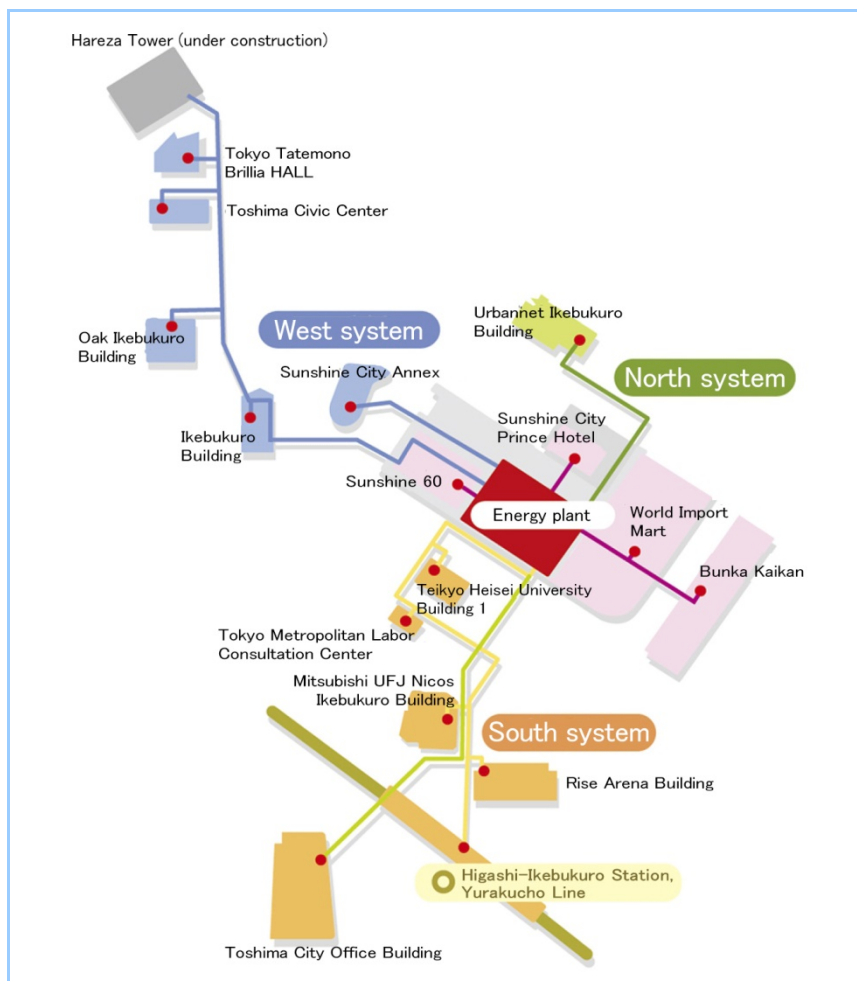 Hareza Tower (under construction)
Tokyo Tatemono
Brillia HALL
Toshima Civic Center
Urbannet Ikebukuro
Building
West system
Oak Ikebukuro
Building
Sunshine City Annex
North system
Sunshine City
Prince Hotel
Ikebukuro
Building
Sunshine 60
Energy plant
World Import
Mart
Bunka Kaikan
Teikyo Heisei University
Building 1
Tokyo Metropolitan Labor
Consultation Center
Mitsubishi UFJ Nicos
Ikebukuro Building
South system
Rise Arena Building
Higashi-Ikebukuro Station,
Yurakucho Line
Toshima City Office Building